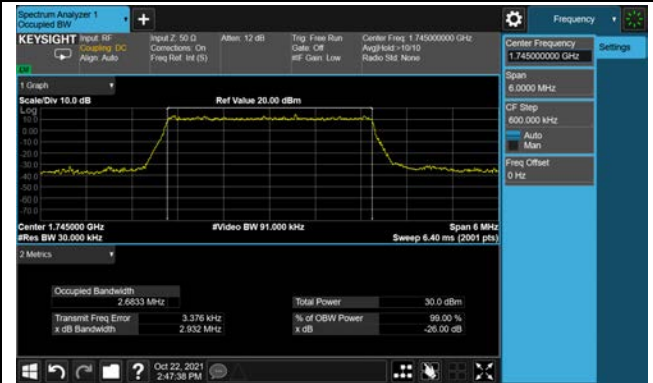 Spectrum Analyzer 1
Occupied BW
+
Frequency
KEYSIGHT
Input: RF
Coupling: DC
Align: Auto
Input Z: 50 Ω
Corrections: On
Freq Ref: Int (S)
Atten: 12 dB
Trig: Free Run
Gate: Off
#IF Gain: Low
Center Freq: 1.745000000 GHz
Avg|Hold:>10/10
Radio Std: None
Center Frequency
1.745000000 GHz
Settings
Span
6.0000 MHz
CF Step
600.000 kHz
Auto
Man
Freq Offset
0 Hz
1 Graph
Scale/Div 10.0 dB
Ref Value 20.00 dBm
Log
10.0
0.00
-10.0
-20.0
-30.0
-40.0
-50.0
-60.0
-70.0
Center 1.745000 GHz
#Video BW 91.000 kHz
Span 6 MHz
#Res BW 30.000 kHz
Sweep 6.40 ms (2001 pts)
2 Metrics
Occupied Bandwidth
2.6833 MHz
Total Power
30.0 dBm
Transmit Freq Error
3.376 kHz
% of OBW Power
99.00 %
x dB Bandwidth
2.932 MHz
x dB
-26.00 dB
?
Oct 22, 2021
2:47:38 PM